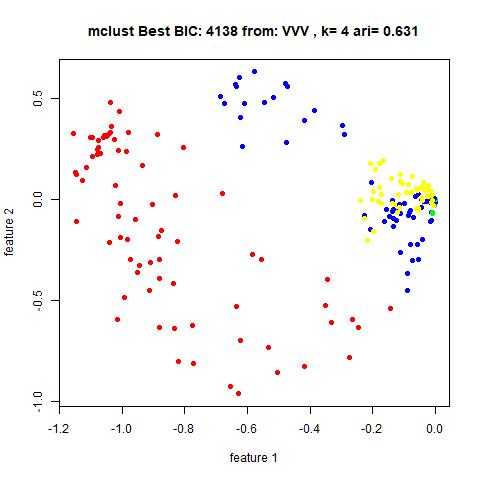 mclust Best BIC: 4138 from: VVV , k= 4 ari= 0.631
feature 2
0.5
0.0
-0.5
-1.0
-1.2 -1.0 -0.8 -0.6 -0.4 -0.2 0.0
feature 1